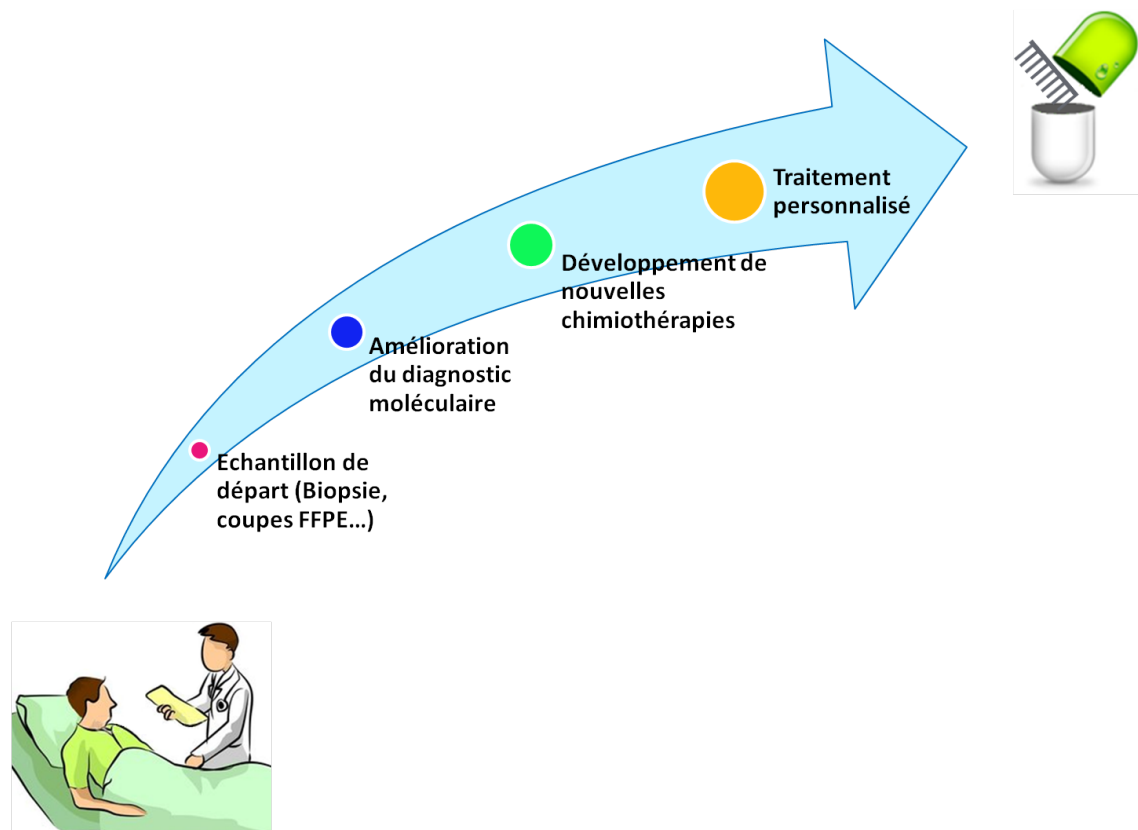 Traitement
personnalisé
Développement de
nouvelles
chimiothérapies
Amélioration
du diagnostic
moléculaire
Echantillon de
départ (Biopsie,
coupes FFPE...)